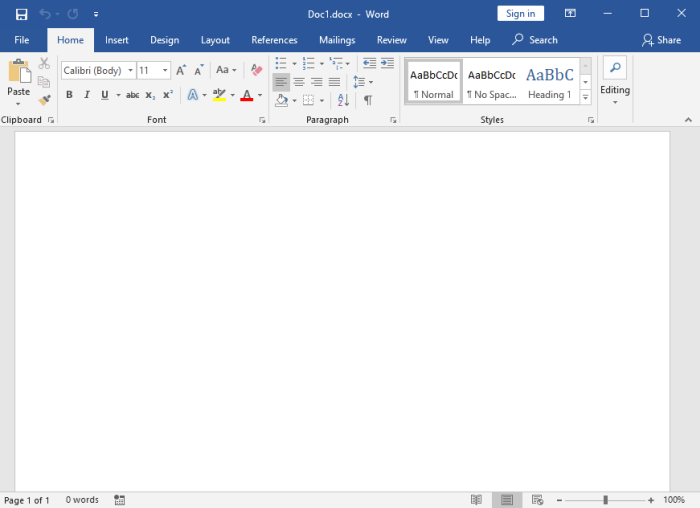 Doc1.docx - Word
Sign in
File Home Insert Design Layout References Mailings Review View Help Search Share
Paste
Calibri (Body) 11 Aa
B I U abc x₂ x² A aby A
AaBbCcDc AaBbCcDc AaBbC
¶ Normal ¶ No Spac... Heading 1
Editing
Clipboard Font Paragraph Styles
Page 1 of 1 0 words 100%